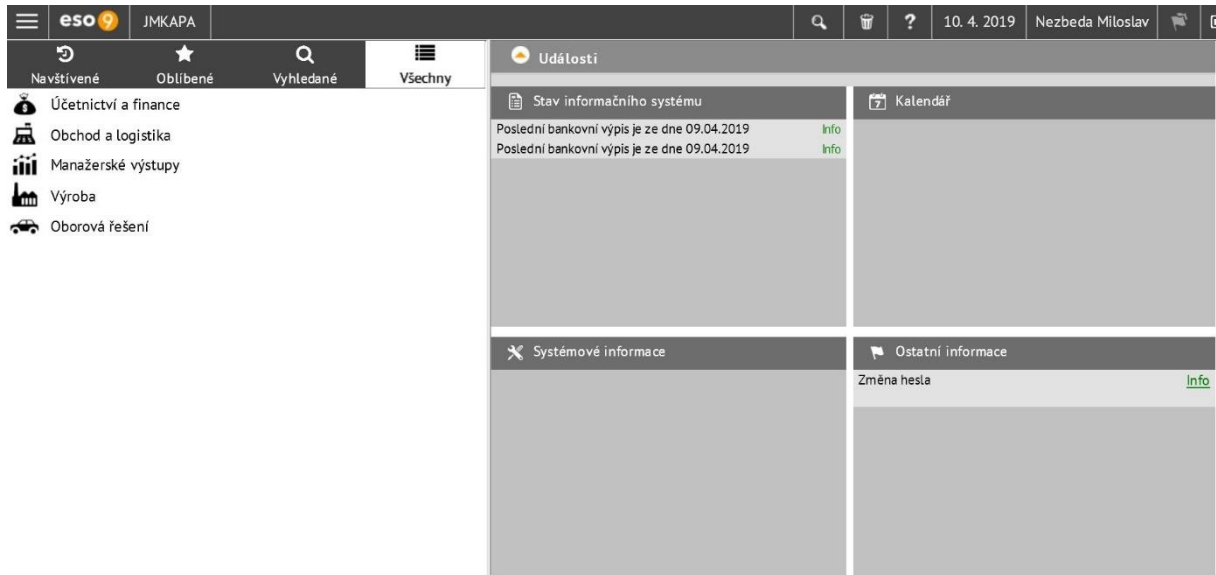 eso9 JMKAPA ? 10. 4. 2019 Nezbeda Miloslav
Navštívené Oblíbené Vyhledané Všechny
Účetnictví a finance
Obchod a logistika
Manažerské výstupy
Výroba
Oborová řešení
Události
Stav informačního systému
Poslední bankovní výpis je ze dne 09.04.2019 Info
Poslední bankovní výpis je ze dne 09.04.2019 Info
7 Kalendář
Systémové informace
Ostatní informace
Změna hesla Info